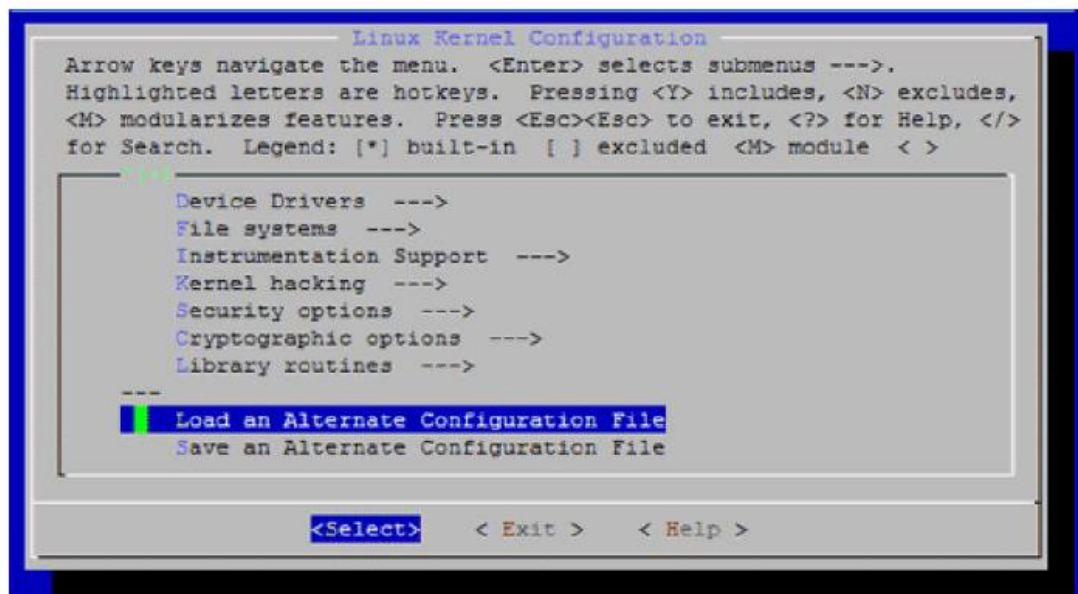 Linux Kernel Configuration
Arrow keys navigate the menu. <Enter> selects submenus --->.
Highlighted letters are hotkeys. Pressing <Y> includes, <N> excludes,
<M> modularizes features. Press <Esc><Esc> to exit, <?> for Help, </>
for Search. Legend: [*] built-in [ ] excluded <M> module < >
Device Drivers --->
File systems --->
Instrumentation Support --->
Kernel hacking --->
Security options --->
Cryptographic options --->
Library routines --->
---
Load an Alternate Configuration File
Save an Alternate Configuration File
<Select> < Exit > < Help >